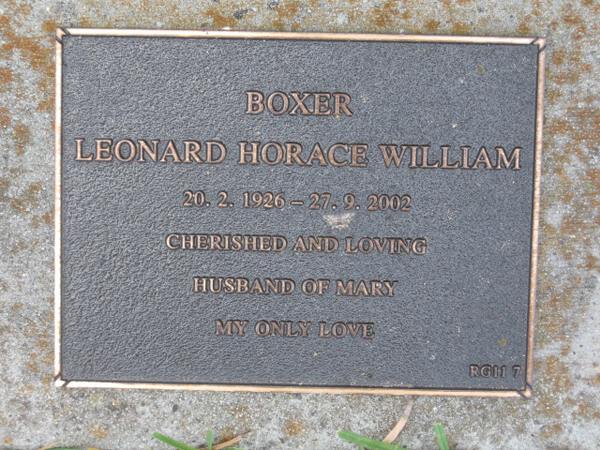 BOXER
LEONARD HORACE WILLIAM
20. 2. 1926 – 27. 9. 2002
CHERISHED AND LOVING
HUSBAND OF MARY
MY ONLY LOVE
RG11 7